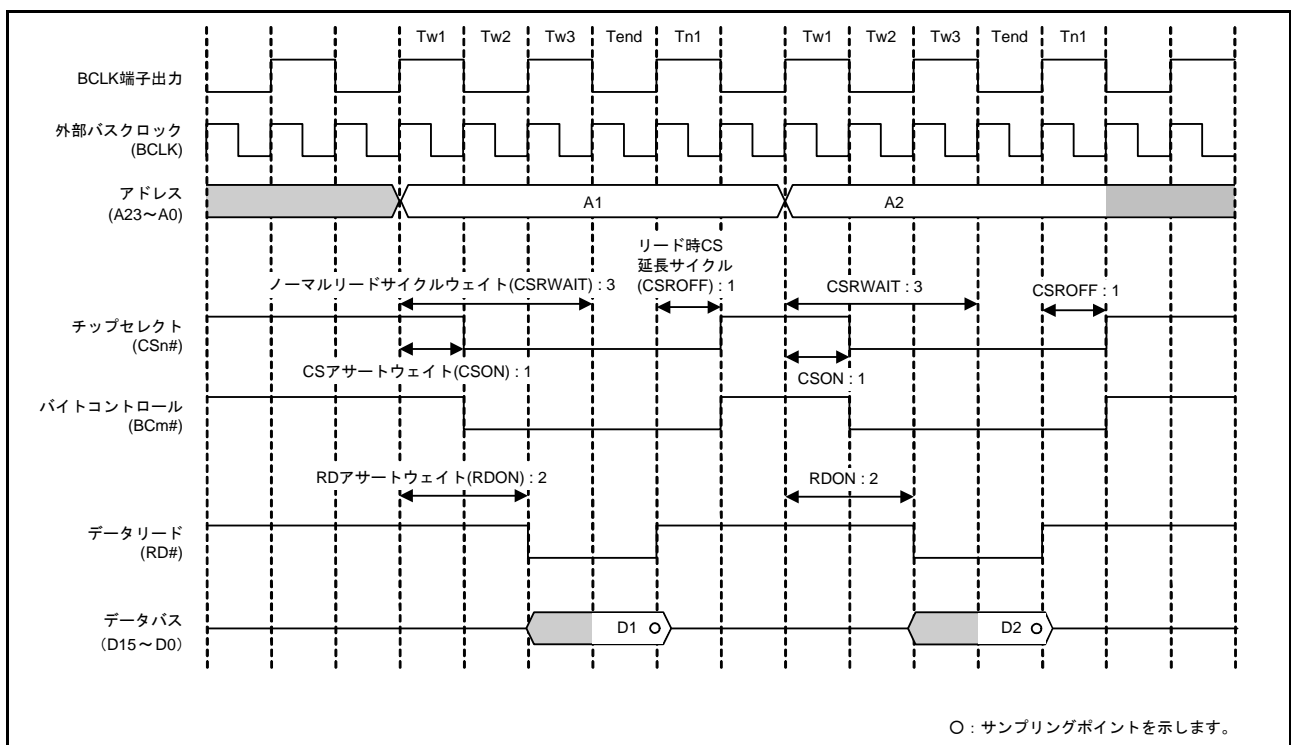 Tw1 Tw2 Tw3 Tend Tn1 Tw1 Tw2 Tw3 Tend Tn1
BCLK端子出力
外部バスクロック
(BCLK)
アドレス
(A23～A0)
A1 A2
リード時CS
延長サイクル
(CSROFF) : 1
ノーマルリードサイクルウェイト(CSRWAIT) : 3
CSRWAIT : 3
CSROFF : 1
チップセレクト
(CSn#)
CSアサートウェイト(CSON) : 1
CSON : 1
バイトコントロール
(BCm#)
RDアサートウェイト(RDON) : 2
RDON : 2
データリード
(RD#)
データバス
（D15～D0）
D1 D2
○ : サンプリングポイントを示します。